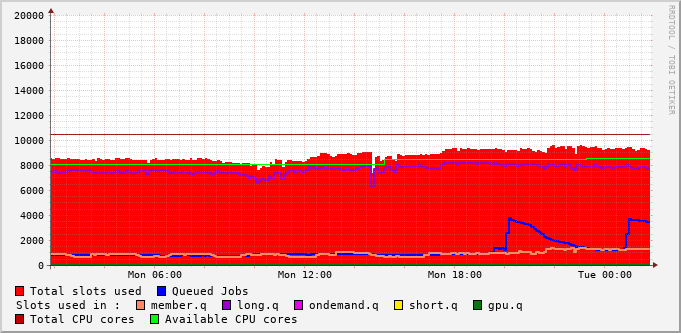 RRDTOOL / TOBI OETIKER
20000
18000
16000
14000
12000
10000
8000
6000
4000
2000
0
Mon 06:00 Mon 12:00 Mon 18:00 Tue 00:00
Total slots used Queued Jobs
Slots used in : member.q long.q ondemand.q short.q gpu.q
Total CPU cores Available CPU cores